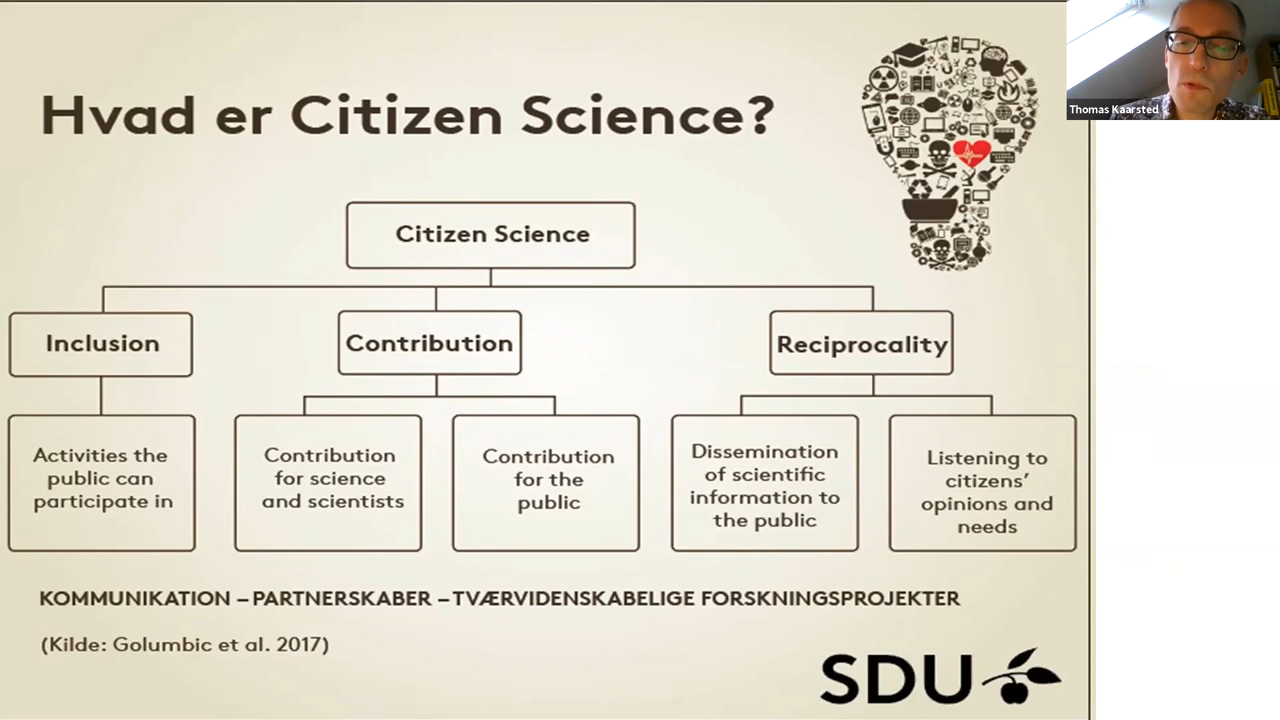 Hvad er Citizen Science?
Thomas Kaarsted
Citizen Science
Inclusion
Contribution
Reciprocality
Activities the
public can
participate in
Contribution
for science
and scientists
Contribution
for the
public
Dissemination
of scientific
information to
the public
Listening to
citizens’
opinions and
needs
KOMMUNIKATION – PARTNERSKABER – TVÆRVIDENSKABELIGE FORSKNINGSPROJEKTER
(Kilde: Golumbic et al. 2017)
SDU